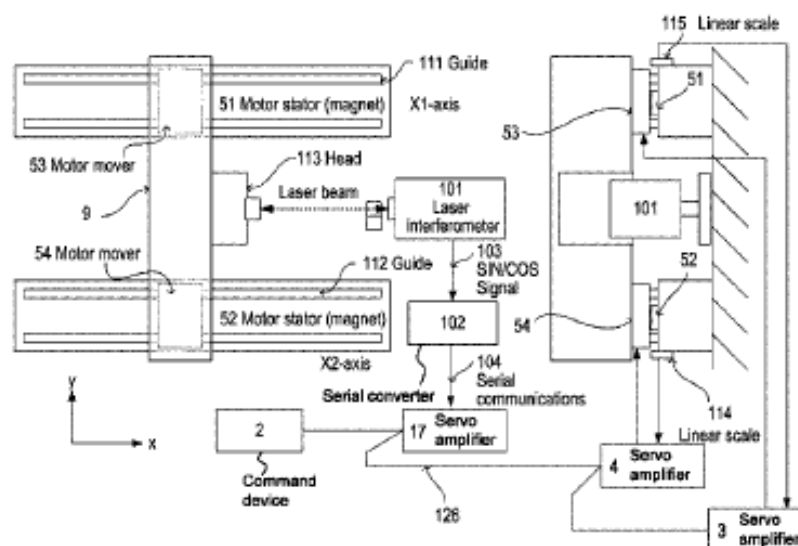 115 Linear scale
111 Guide
51 Motor stator (magnet)
X1-axis
51
53
53 Motor mover
113 Head
Laser beam
101
Laser
interferometer
101
9
54 Motor mover
112 Guide
103
SIN/COS
Signal
52
52 Motor stator (magnet)
102
54
X2-axis
104
Serial
communications
Serial converter
114
Linear scale
y
x
2
17 Servo
amplifier
Command
device
4 Servo
amplifier
126
3 Servo
amplifier